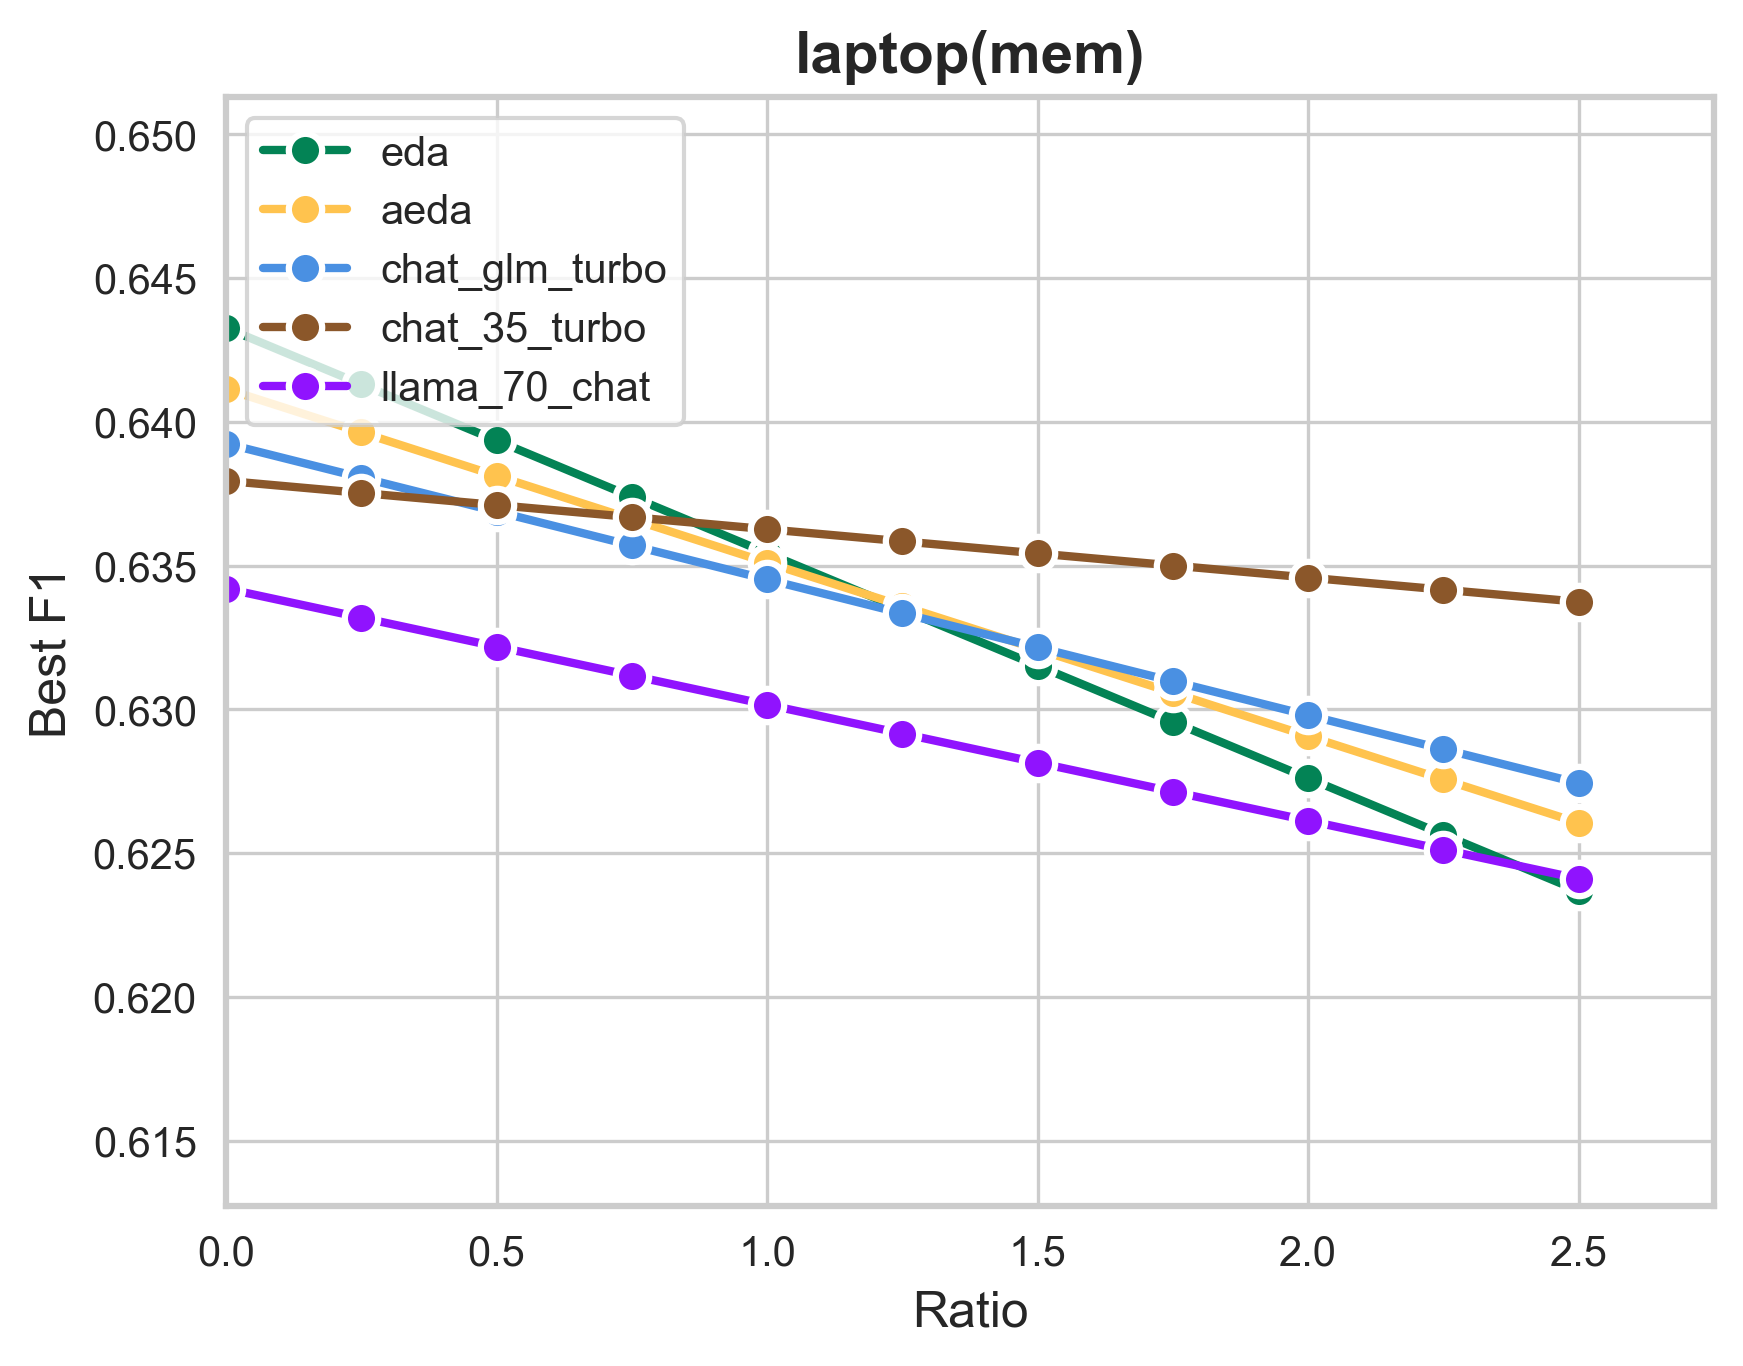 laptop(mem)
0.650
0.645
0.640
0.635
0.630
0.625
0.620
0.615
Best F1
eda
aeda
chat_glm_turbo
chat_35_turbo
llama_70_chat
0.0 0.5 1.0 1.5 2.0 2.5
Ratio